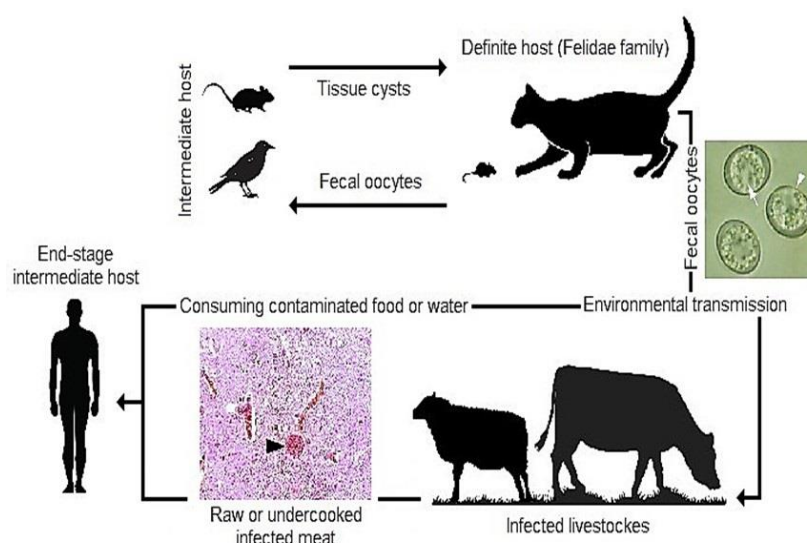 Definite host (Felidae family)
Intermediate host
Tissue cysts
Fecal oocytes
Fecal oocytes
End-stage
intermediate host
Consuming contaminated food or water
Environmental transmission
Raw or undercooked
infected meat
Infected livestockes